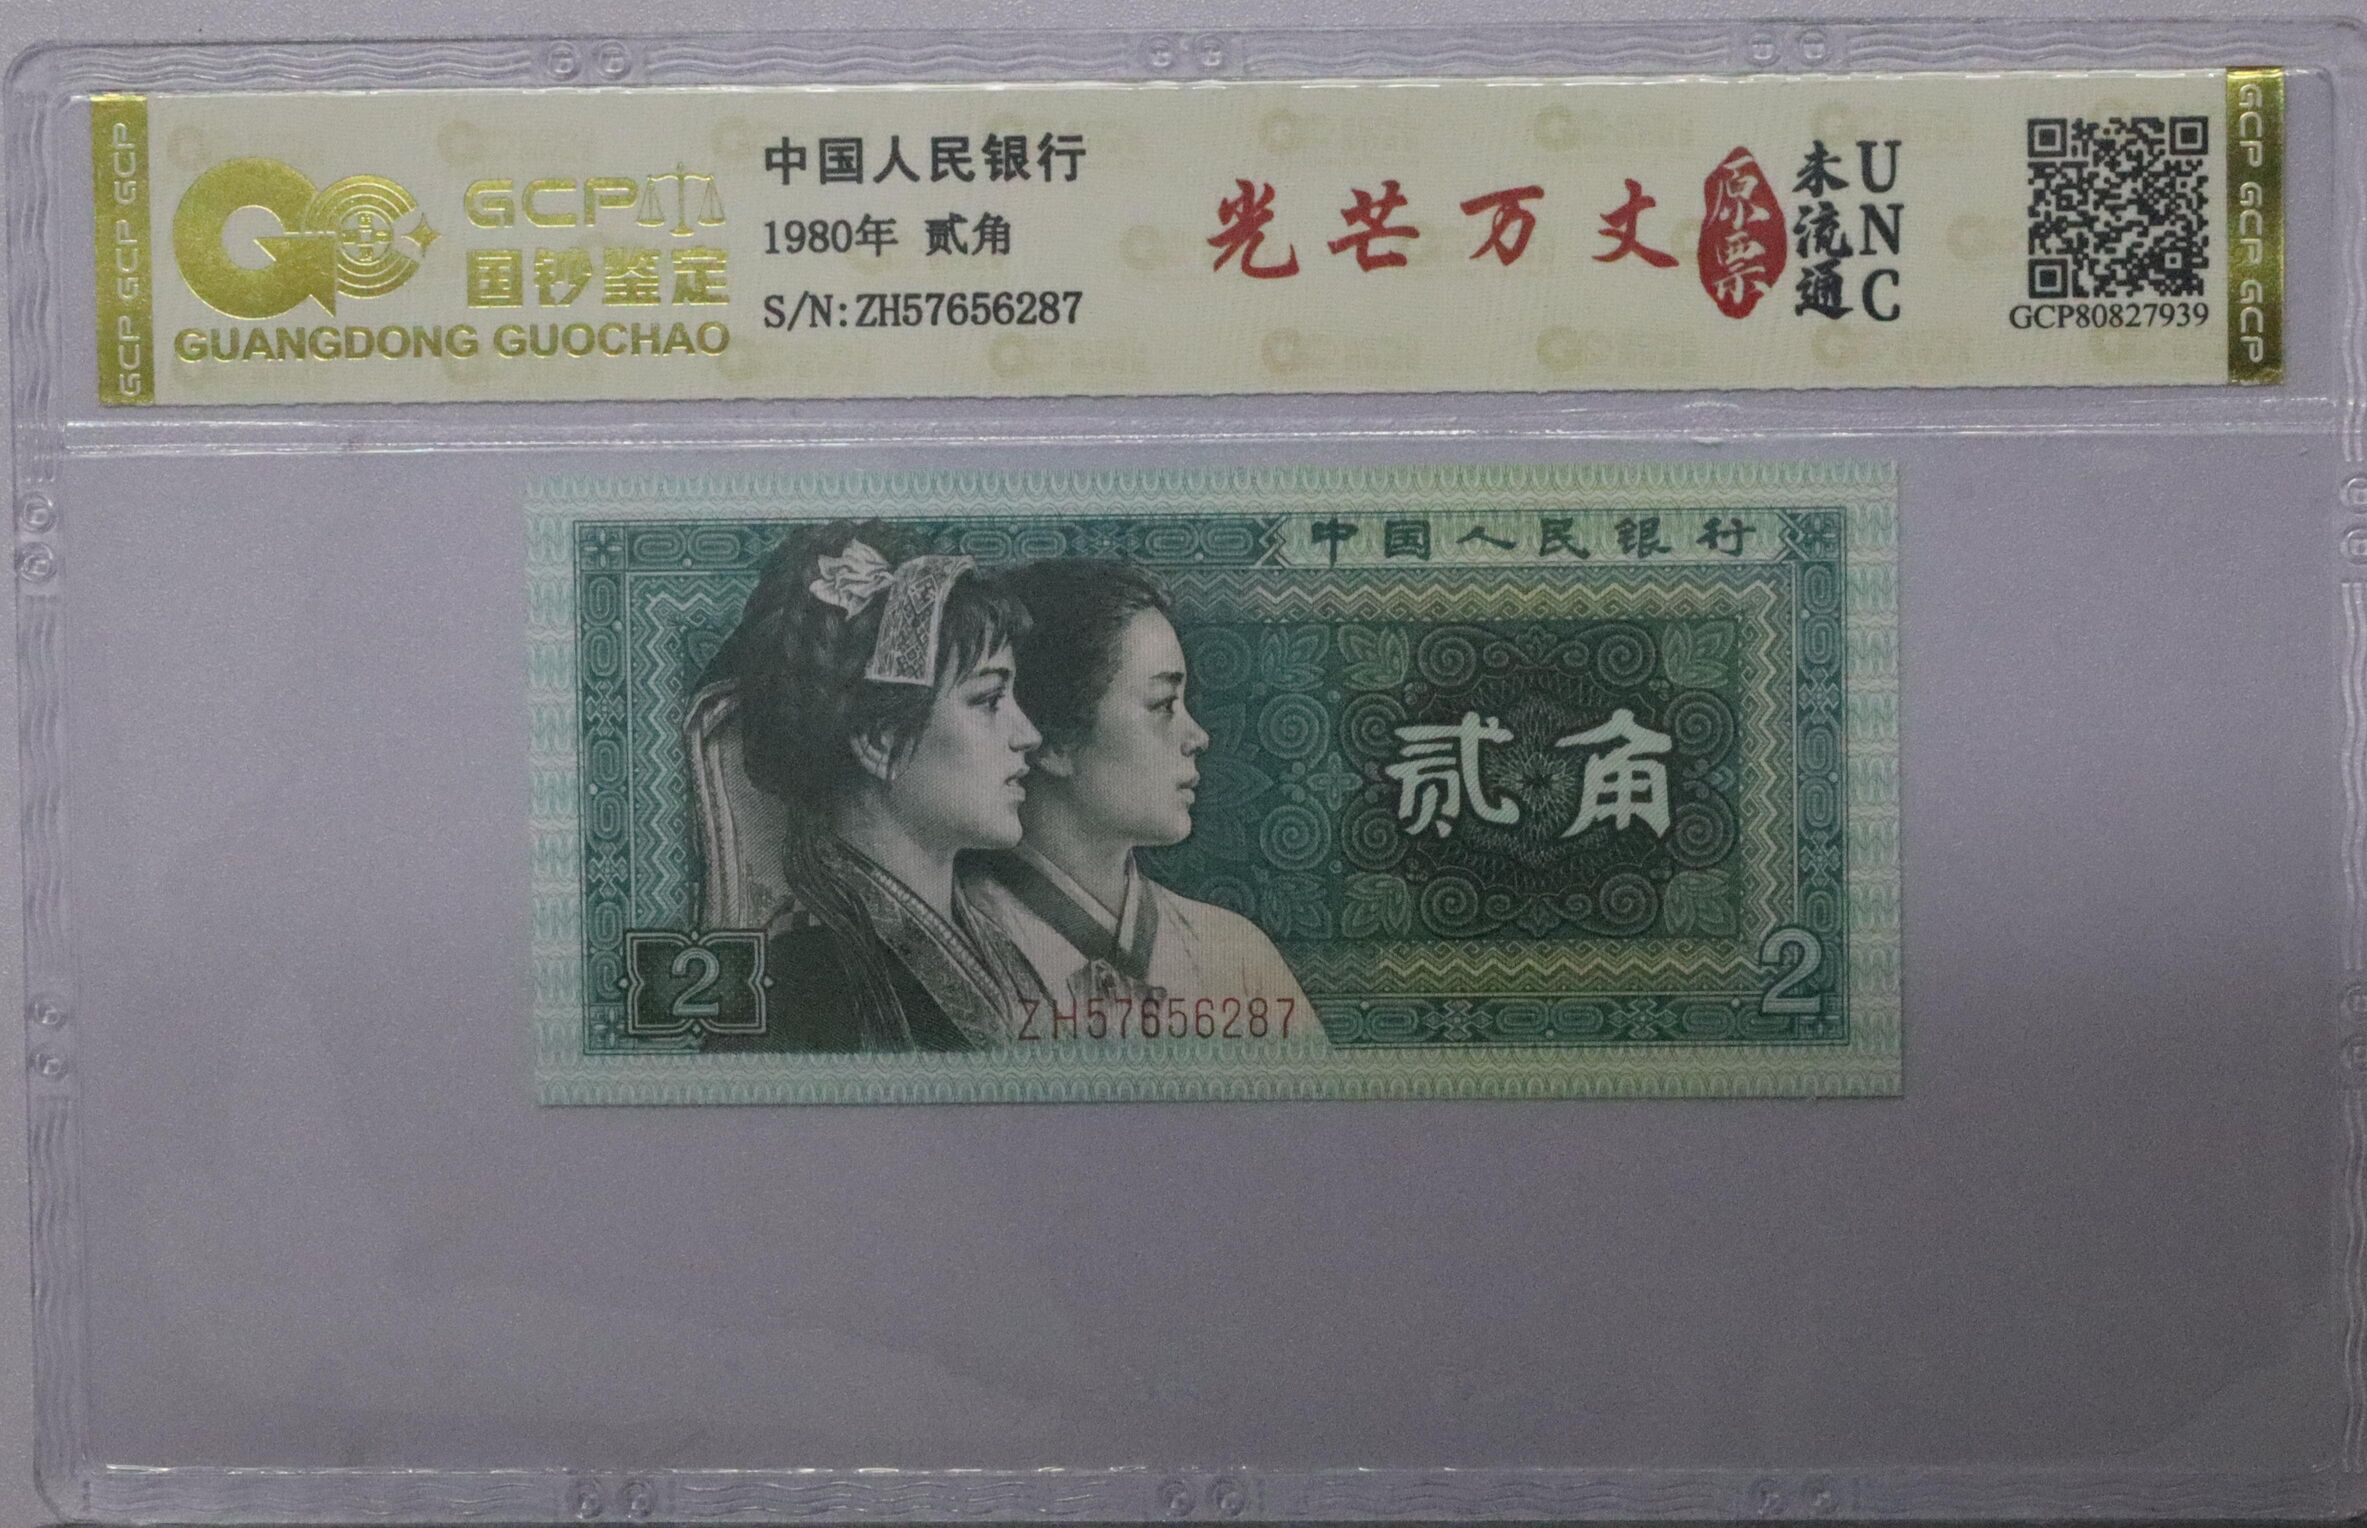 GCP GCP GCP
GCP
国钞鉴定
GUANGDONG GUOCHAO
中国人民银行
1980年 贰角
S/N:ZH57656287
光芒万丈
原票
未流通
UNC
GCP80827939
GCP GCP GCP
中国人民银行
贰角
2
2
ZH57656287